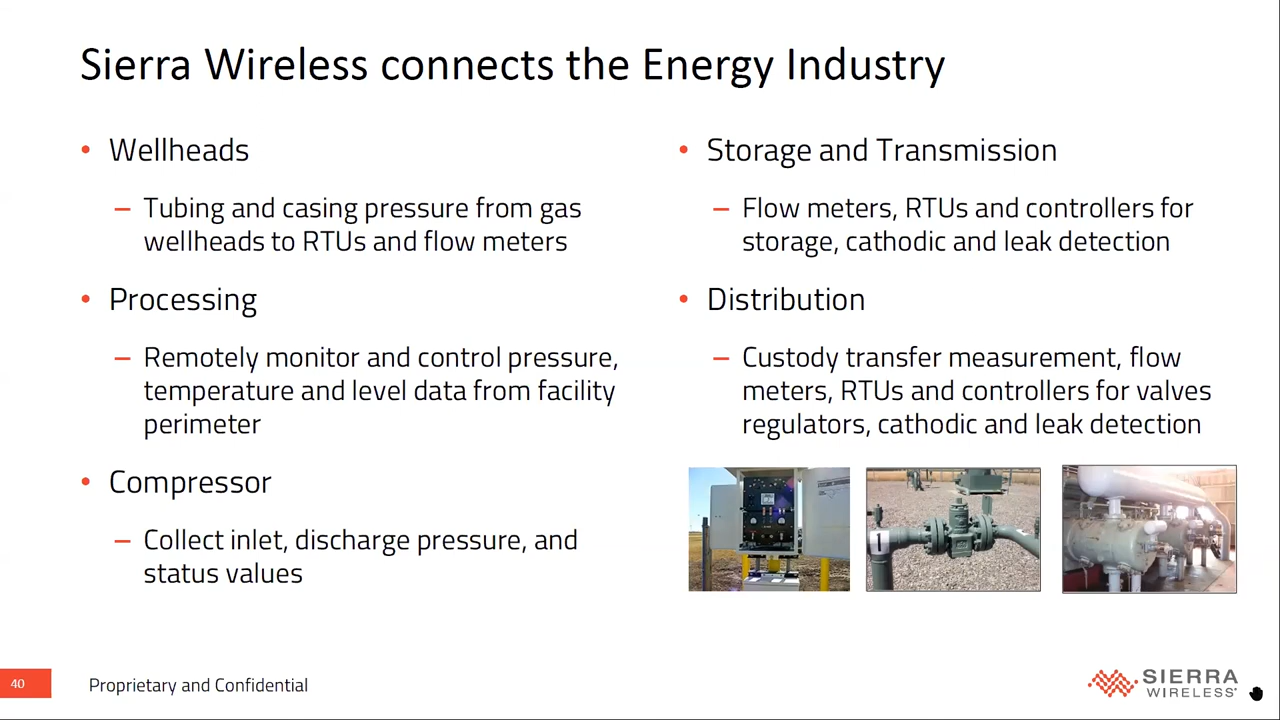 Sierra Wireless connects the Energy Industry
• Wellheads
– Tubing and casing pressure from gas
wellheads to RTUs and flow meters
• Processing
– Remotely monitor and control pressure,
temperature and level data from facility
perimeter
• Compressor
– Collect inlet, discharge pressure, and
status values
• Storage and Transmission
– Flow meters, RTUs and controllers for
storage, cathodic and leak detection
• Distribution
– Custody transfer measurement, flow
meters, RTUs and controllers for valves
regulators, cathodic and leak detection
1
40
Proprietary and Confidential
SIERRA
WIRELESS